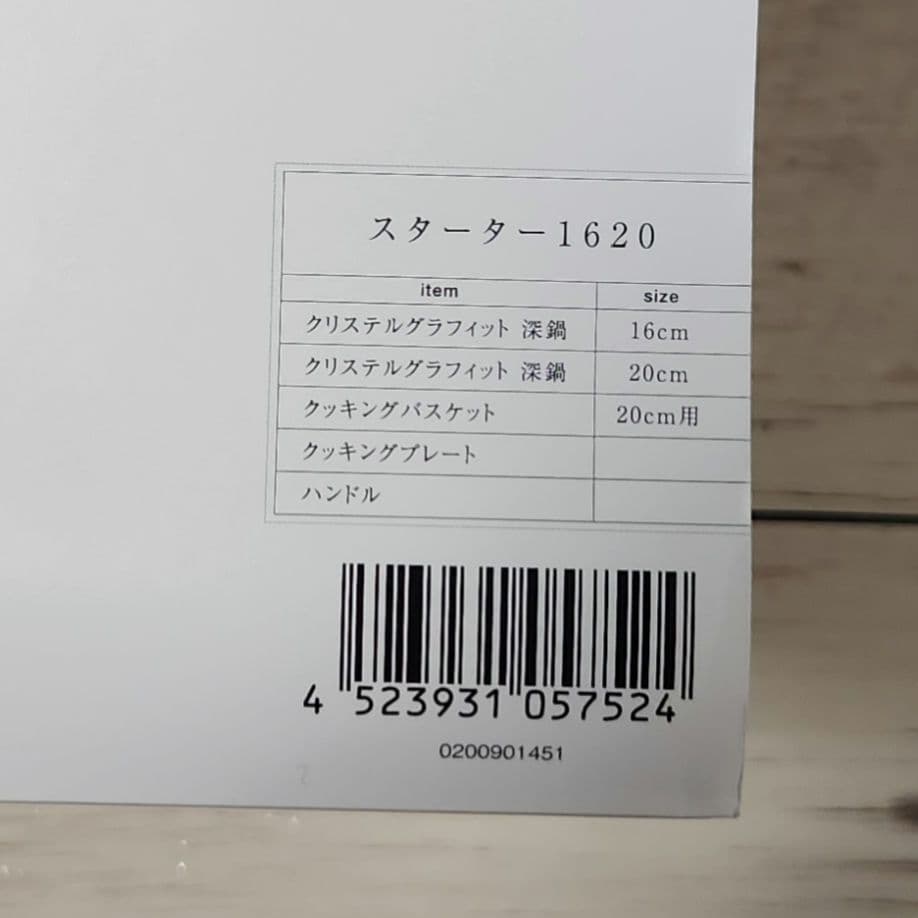 スターター1620
item size
クリステルグラフィット 深鍋 16cm
クリステルグラフィット 深鍋 20cm
クッキングバスケット 20cm用
クッキングプレート
ハンドル
4 523931 057524
0200901451